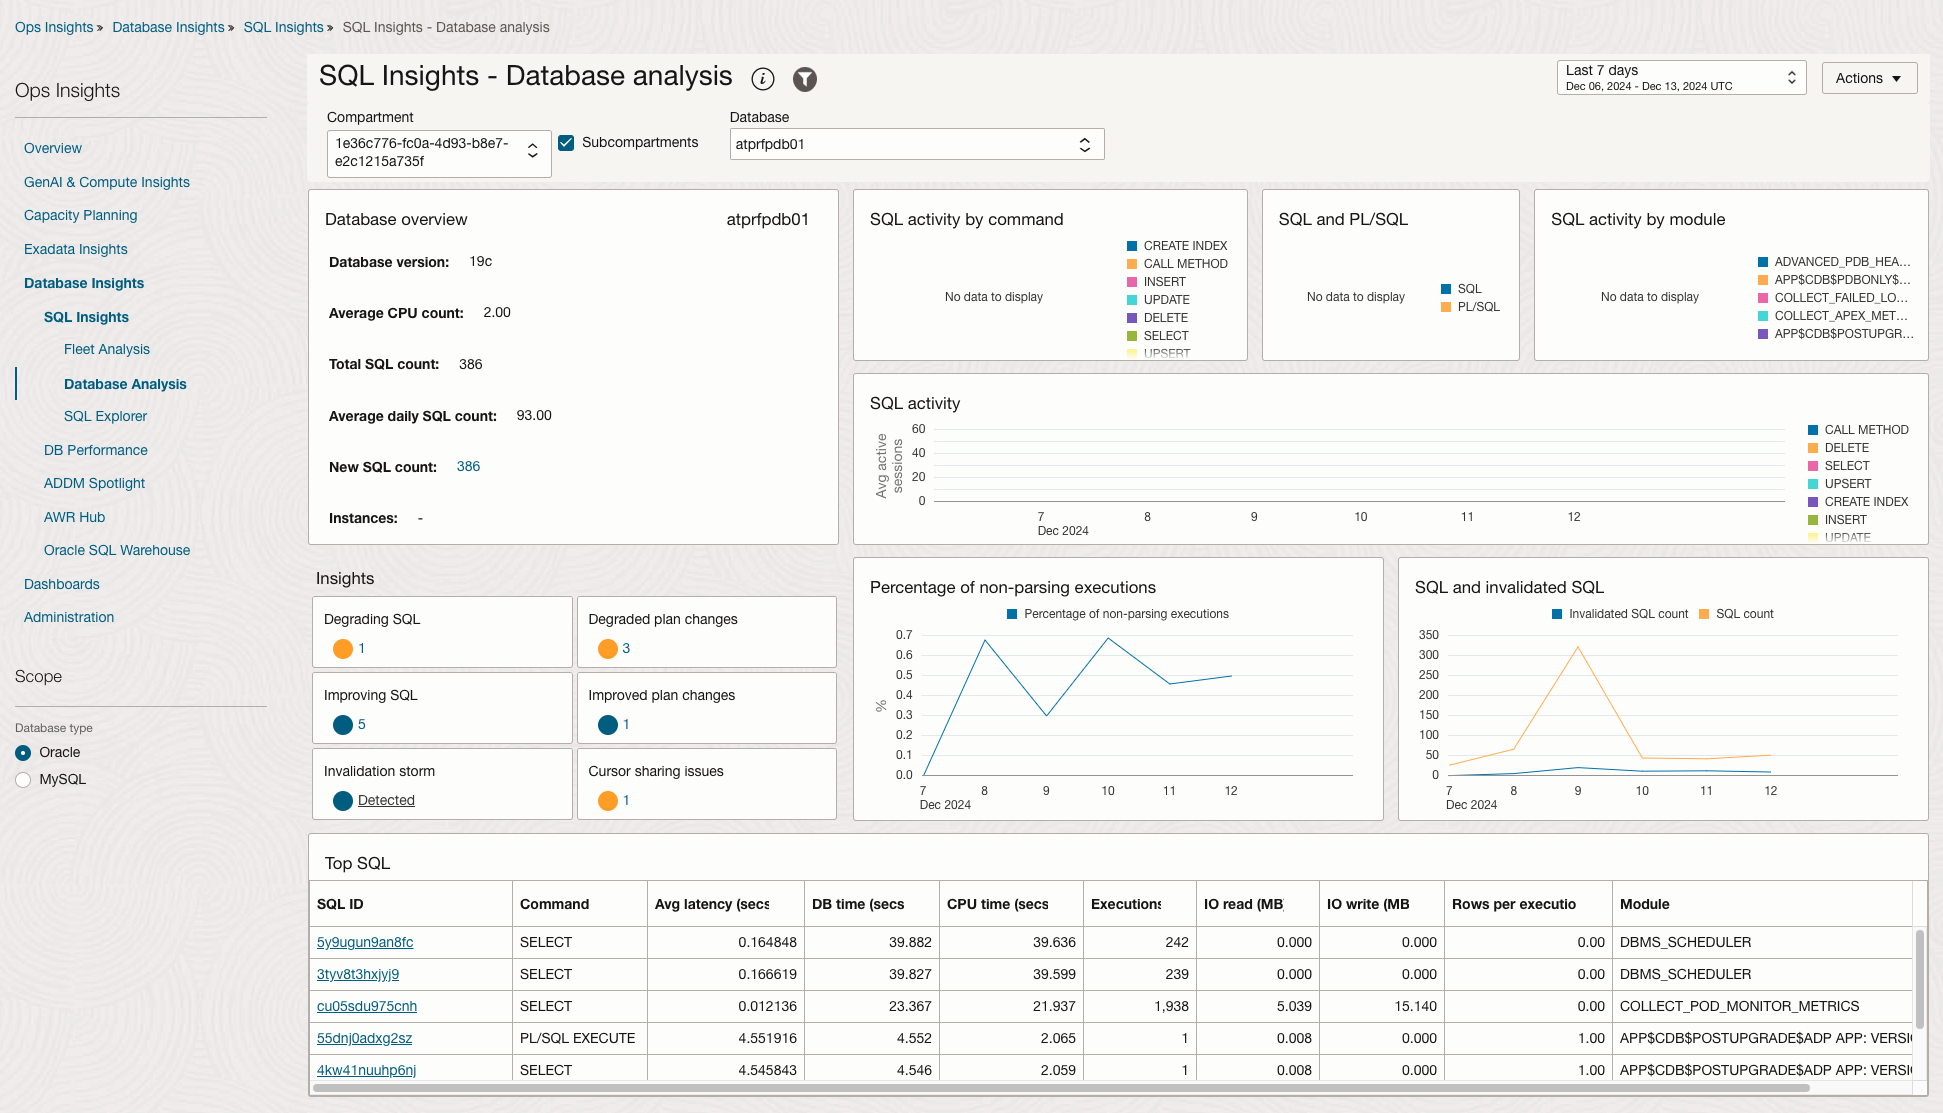 Ops Insights » Database Insights » SQL Insights » SQL Insights - Database analysis
Ops Insights
Overview
GenAI & Compute Insights
Capacity Planning
Exadata Insights
Database Insights
SQL Insights
Fleet Analysis
Database Analysis
SQL Explorer
DB Performance
ADDM Spotlight
AWR Hub
Oracle SQL Warehouse
Dashboards
Administration
Scope
Database type
Oracle
MySQL
SQL Insights - Database analysis
Last 7 days
Dec 06, 2024 - Dec 13, 2024 UTC
Actions
Compartment
1e36c776-fc0a-4d93-b8e7-
e2c1215a735f
Subcompartments
Database
atprfpdb01
Database overview atprfpdb01
Database version: 19c
Average CPU count: 2.00
Total SQL count: 386
Average daily SQL count: 93.00
New SQL count: 386
Instances: -
SQL activity by command
No data to display
CREATE INDEX
CALL METHOD
INSERT
UPDATE
DELETE
SELECT
UPSERT
SQL and PL/SQL
No data to display
SQL
PL/SQL
SQL activity by module
No data to display
ADVANCED_PDB_HEA...
APP$CDB$PDBONLY$...
COLLECT_FAILED_LO...
COLLECT_APEX_MET...
APP$CDB$POSTUPGR...
SQL activity
Avg active
sessions
60
40
20
0
7 8 9 10 11 12
Dec 2024
CALL METHOD
DELETE
SELECT
UPSERT
CREATE INDEX
INSERT
UPDATE
Insights
Degrading SQL
1
Degraded plan changes
3
Improving SQL
5
Improved plan changes
1
Invalidation storm
Detected
Cursor sharing issues
1
Percentage of non-parsing executions
Percentage of non-parsing executions
%
0.7
0.6
0.5
0.4
0.3
0.2
0.1
0.0
7 8 9 10 11 12
Dec 2024
SQL and invalidated SQL
Invalidated SQL count SQL count
350
300
250
200
150
100
50
0
7 8 9 10 11 12
Dec 2024
Top SQL
SQL ID Command Avg latency (secs DB time (secs CPU time (secs Executions IO read (MB) IO write (MB Rows per executio Module
5y9ugun9an8fc SELECT 0.164848 39.882 39.636 242 0.000 0.000 0.00 DBMS_SCHEDULER
3tyv8t3hxjyj9 SELECT 0.166619 39.827 39.599 239 0.000 0.000 0.00 DBMS_SCHEDULER
cu05sdu975cnh SELECT 0.012136 23.367 21.937 1,938 5.039 15.140 0.00 COLLECT_POD_MONITOR_METRICS
55dnj0adxg2sz PL/SQL EXECUTE 4.551916 4.552 2.065 1 0.008 0.000 1.00 APP$CDB$POSTUPGRADE$ADP APP: VERSI
4kw41nuuhp6nj SELECT 4.545843 4.546 2.059 1 0.008 0.000 1.00 APP$CDB$POSTUPGRADE$ADP APP: VERSI